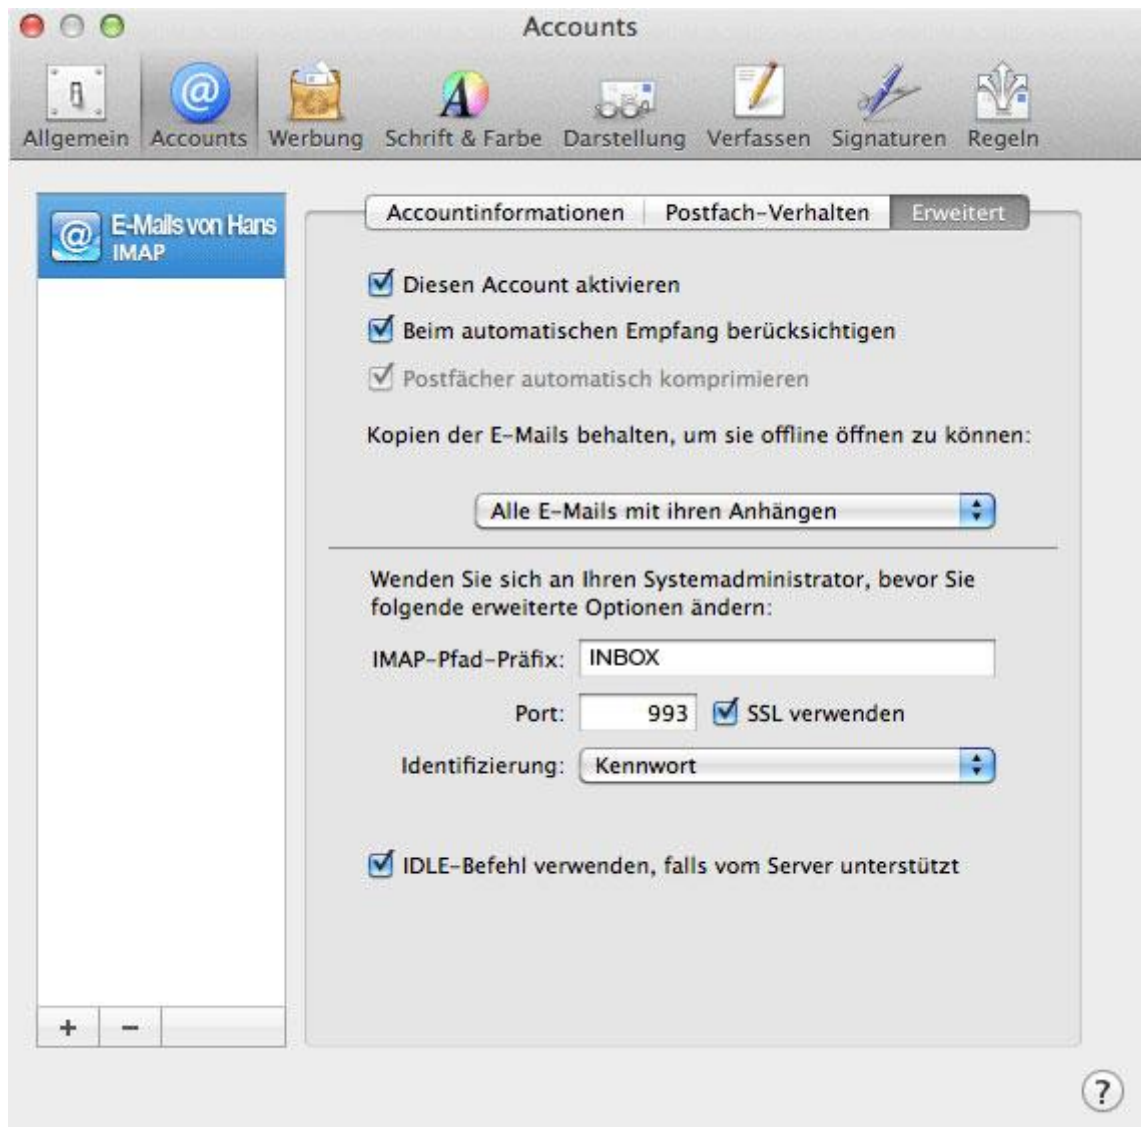 Accounts
Allgemein Accounts Werbung Schrift & Farbe Darstellung Verfassen Signaturen Regeln
E-Mails von Hans
IMAP
Accountinformationen Postfach-Verhalten Erweitert
Diesen Account aktivieren
Beim automatischen Empfang berücksichtigen
Postfächer automatisch komprimieren
Kopien der E-Mails behalten, um sie offline öffnen zu können:
Alle E-Mails mit ihren Anhängen
Wenden Sie sich an Ihren Systemadministrator, bevor Sie
folgende erweiterte Optionen ändern:
IMAP-Pfad-Präfix: INBOX
Port: 993 SSL verwenden
Identifizierung: Kennwort
IDLE-Befehl verwenden, falls vom Server unterstützt
+ −
?